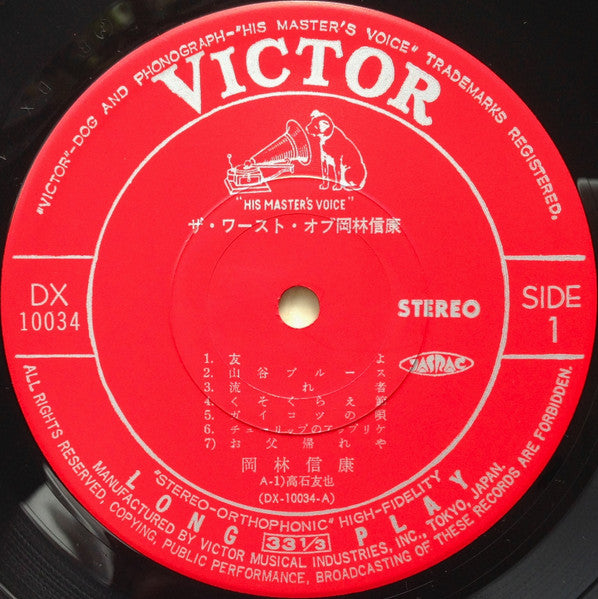 "VICTOR"-DOG AND PHONOGRAPH-"HIS MASTER'S VOICE" TRADEMARKS REGISTERED.
VICTOR
"HIS MASTER'S VOICE"
ザ・ワースト・オブ岡林信康
DX
10034
STEREO
SIDE
1
JASRAC
1. 友よ
2. 山谷ブルース
3. 流れ者
4. くそくらえ節
5. ガイコツの唄
6. チューリップのアップリケ
7) お父帰れや
岡林信康
A-1) 高石友也
(DX-10034-A)
"STEREO-ORTHOPHONIC" HIGH-FIDELITY
LONG 33 1/3 PLAY
MANUFACTURED BY VICTOR MUSICAL INDUSTRIES, INC., TOKYO, JAPAN.
ALL RIGHTS RESERVED, COPYING, PUBLIC PERFORMANCE, BROADCASTING OF THESE RECORDS ARE FORBIDDEN.